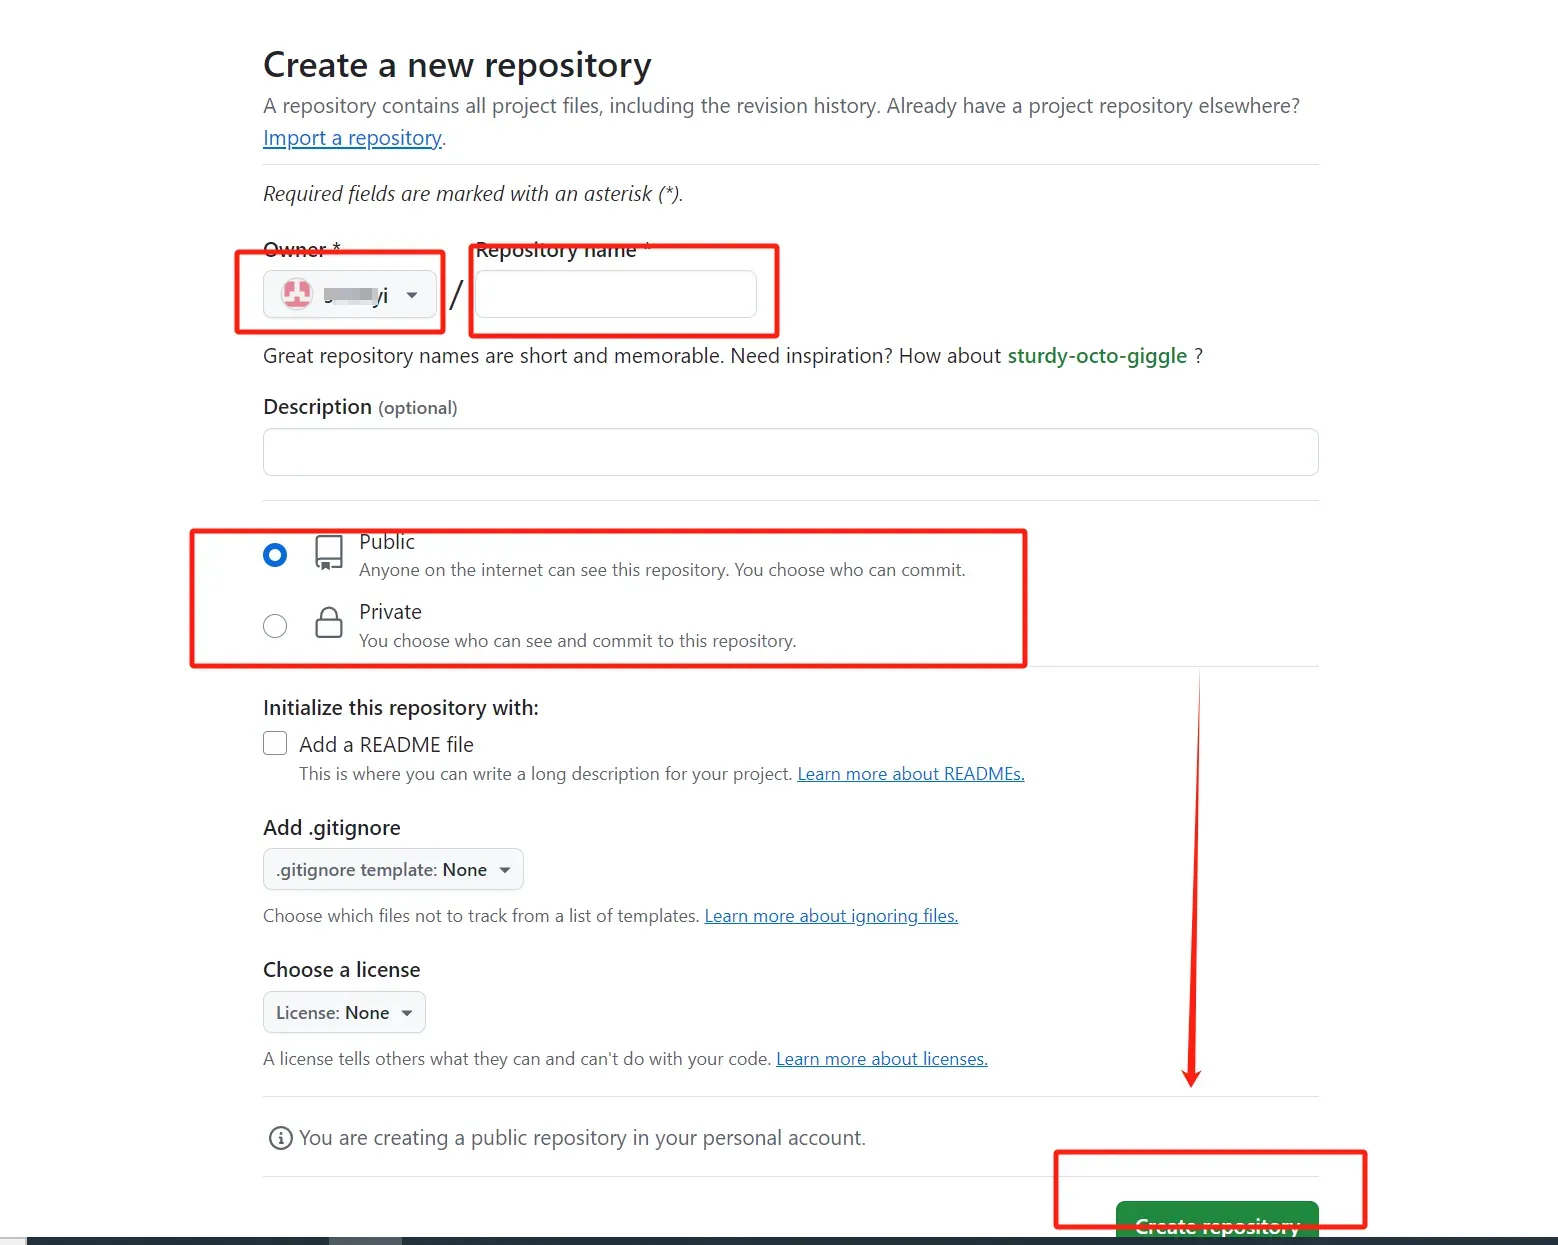 Create a new repository
A repository contains all project files, including the revision history. Already have a project repository elsewhere?
Import a repository.
Required fields are marked with an asterisk (*).
Owner * Repository name *
/
Great repository names are short and memorable. Need inspiration? How about sturdy-octo-giggle ?
Description (optional)
Public
Anyone on the internet can see this repository. You choose who can commit.
Private
You choose who can see and commit to this repository.
Initialize this repository with:
Add a README file
This is where you can write a long description for your project. Learn more about READMEs.
Add .gitignore
.gitignore template: None
Choose which files not to track from a list of templates. Learn more about ignoring files.
Choose a license
License: None
A license tells others what they can and can't do with your code. Learn more about licenses.
You are creating a public repository in your personal account.
Create repository